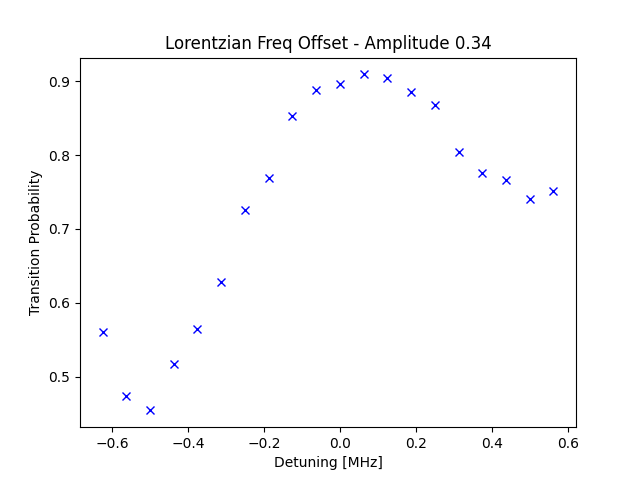 Lorentzian Freq Offset - Amplitude 0.34
Transition Probability
0.9
0.8
0.7
0.6
0.5
−0.6 −0.4 −0.2 0.0 0.2 0.4 0.6
Detuning [MHz]